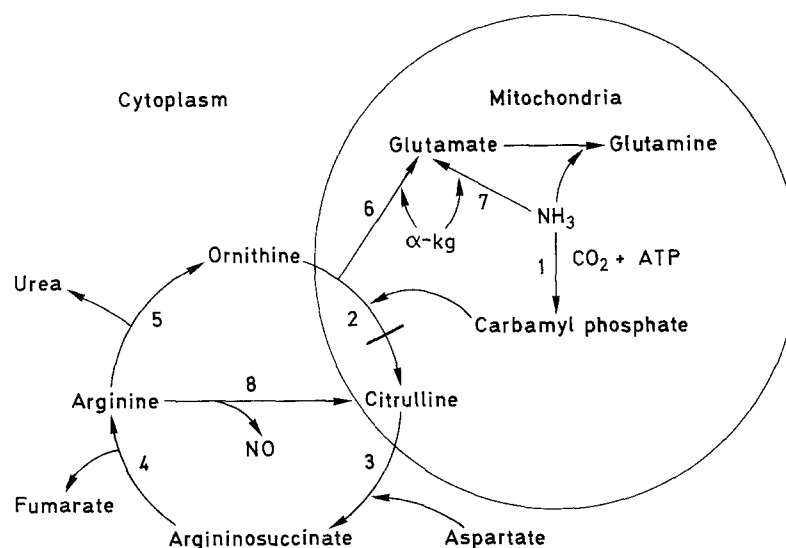 Cytoplasm
Mitochondria
Glutamate
Glutamine
6
7
NH₃
α-kg
Ornithine
1
CO₂ + ATP
Urea
5
2
Carbamyl phosphate
8
Arginine
Citrulline
NO
4
3
Fumarate
Argininosuccinate
Aspartate